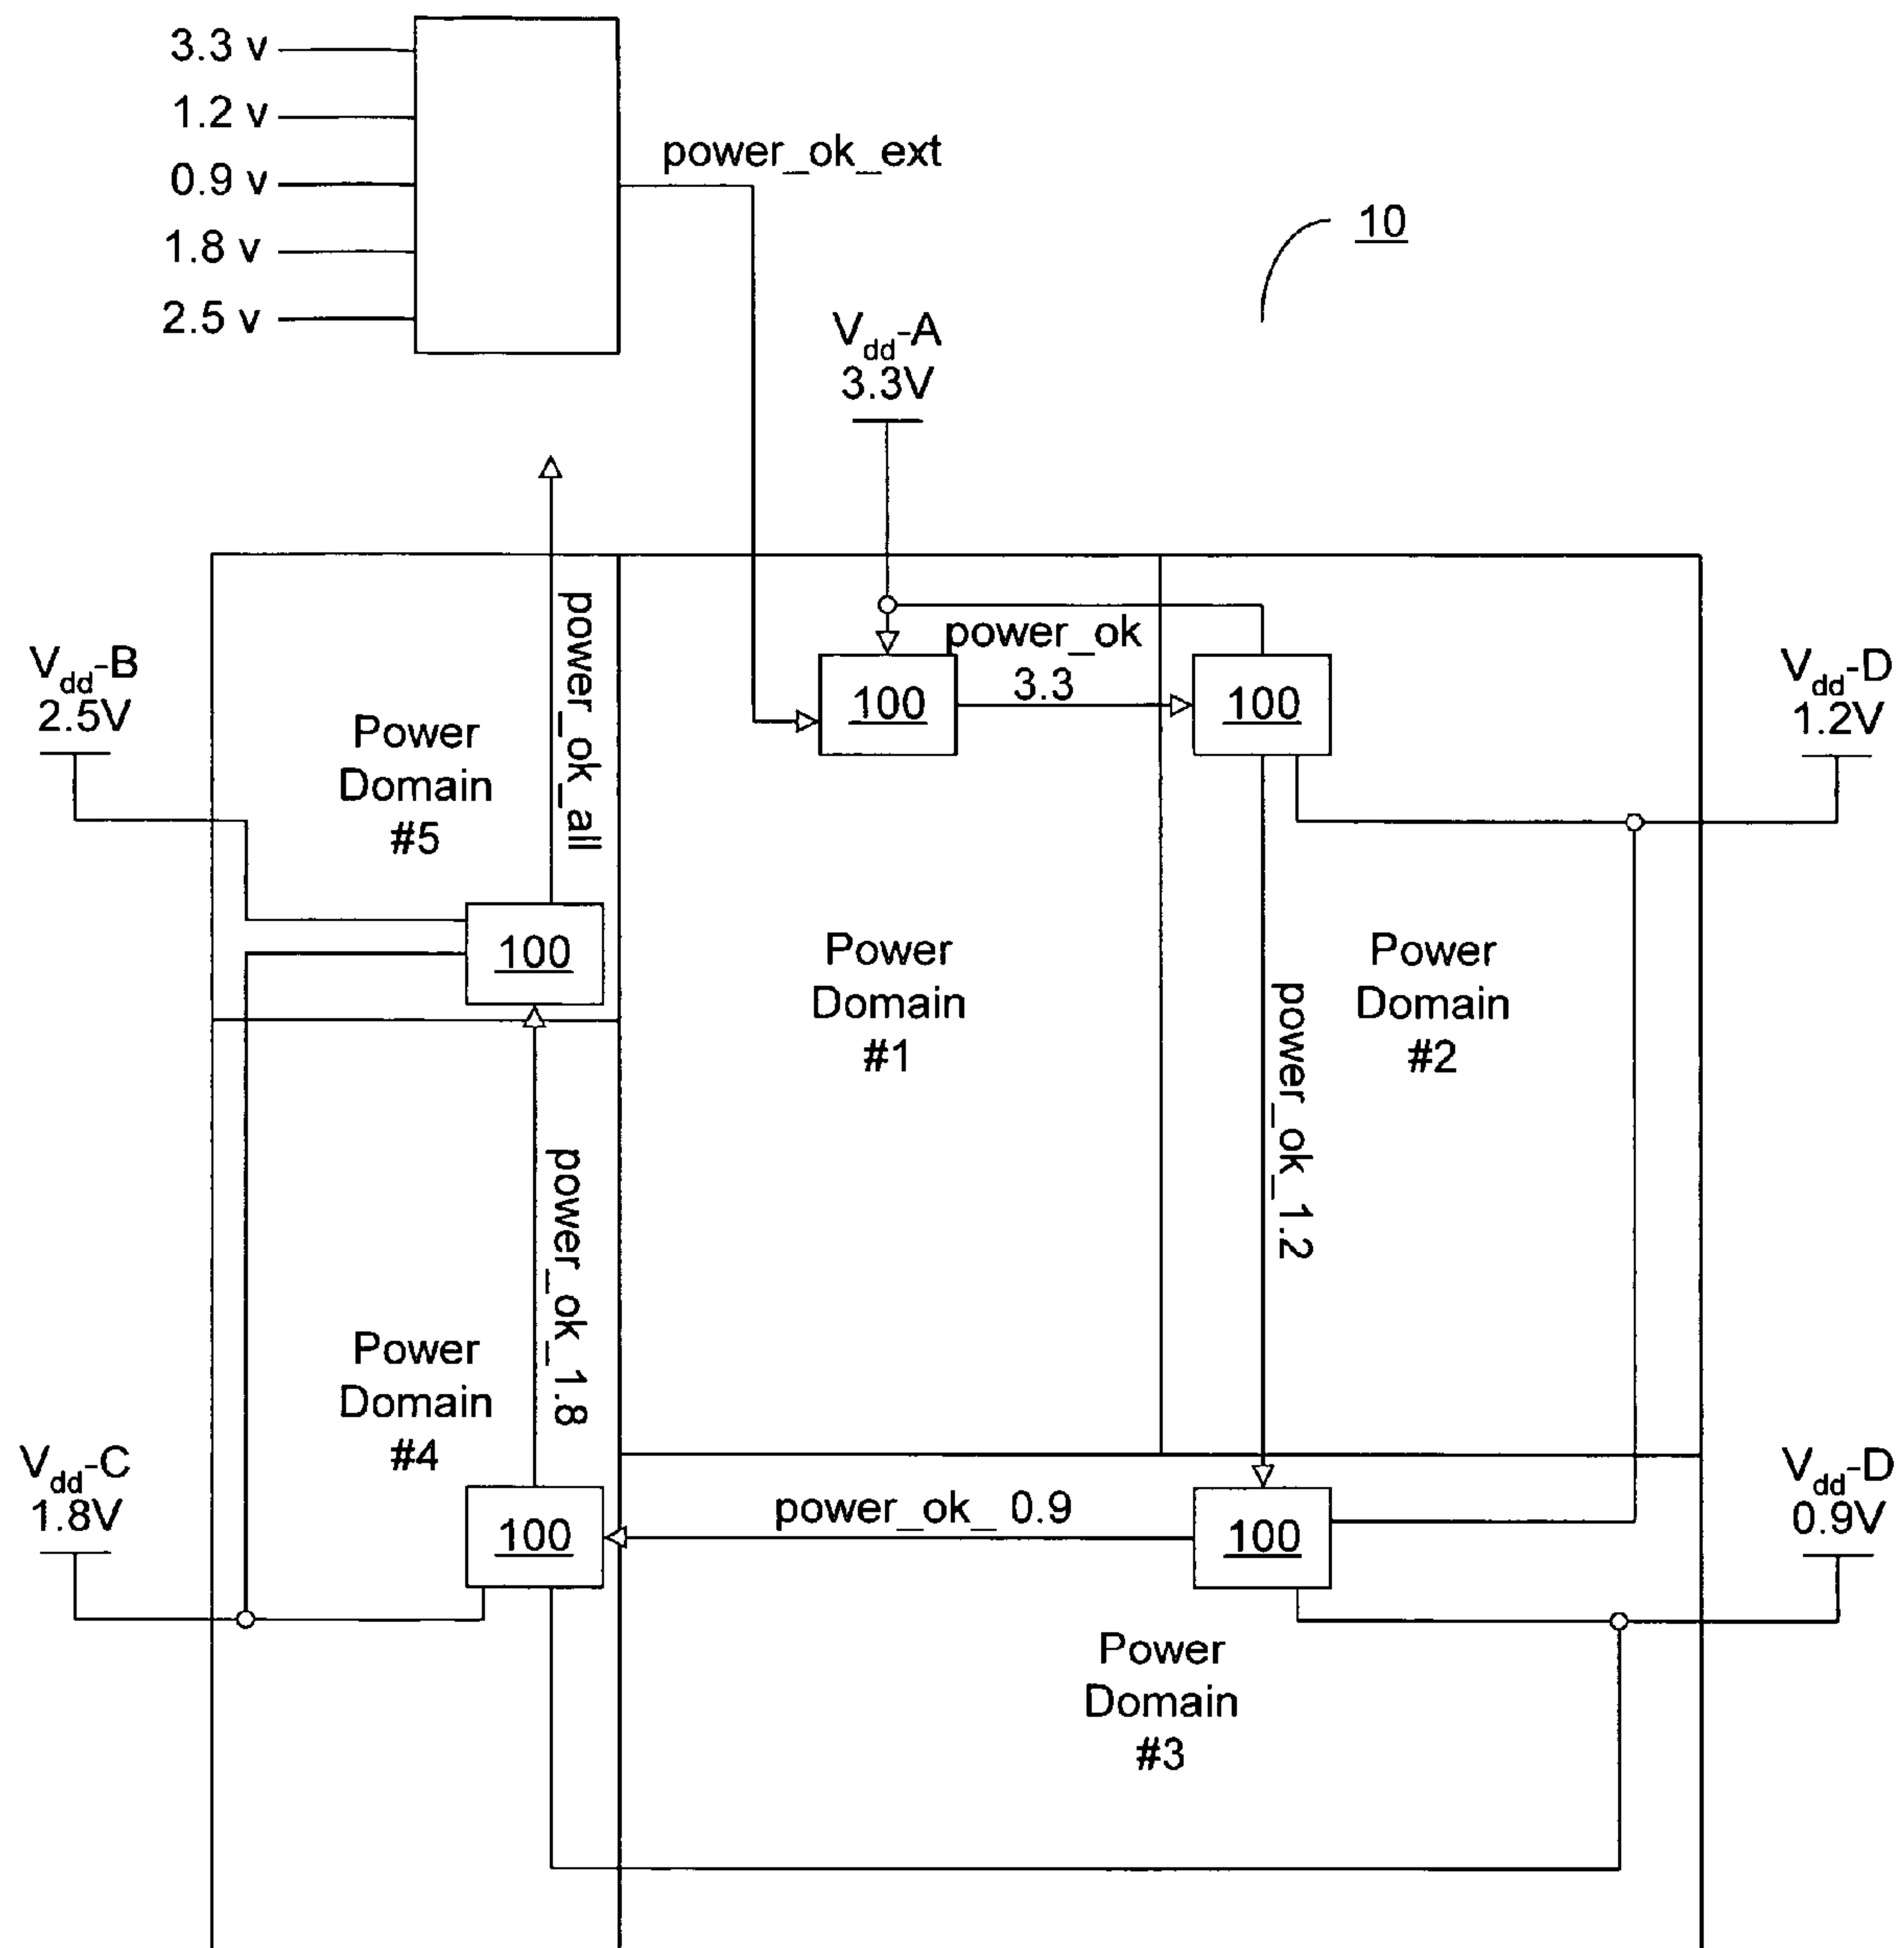 3.3 v
1.2 v
0.9 v
1.8 v
2.5 v
power_ok_ext
10
Vdd-A
3.3V
Vdd-B
2.5V
Power
Domain
#5
power_ok_all
100
power_ok
3.3
100
Vdd-D
1.2V
100
Power
Domain
#1
Power
Domain
#2
power_ok_1.2
power_ok_1.8
Power
Domain
#4
Vdd-C
1.8V
100
power_ok_ 0.9
100
Vdd-D
0.9V
Power
Domain
#3